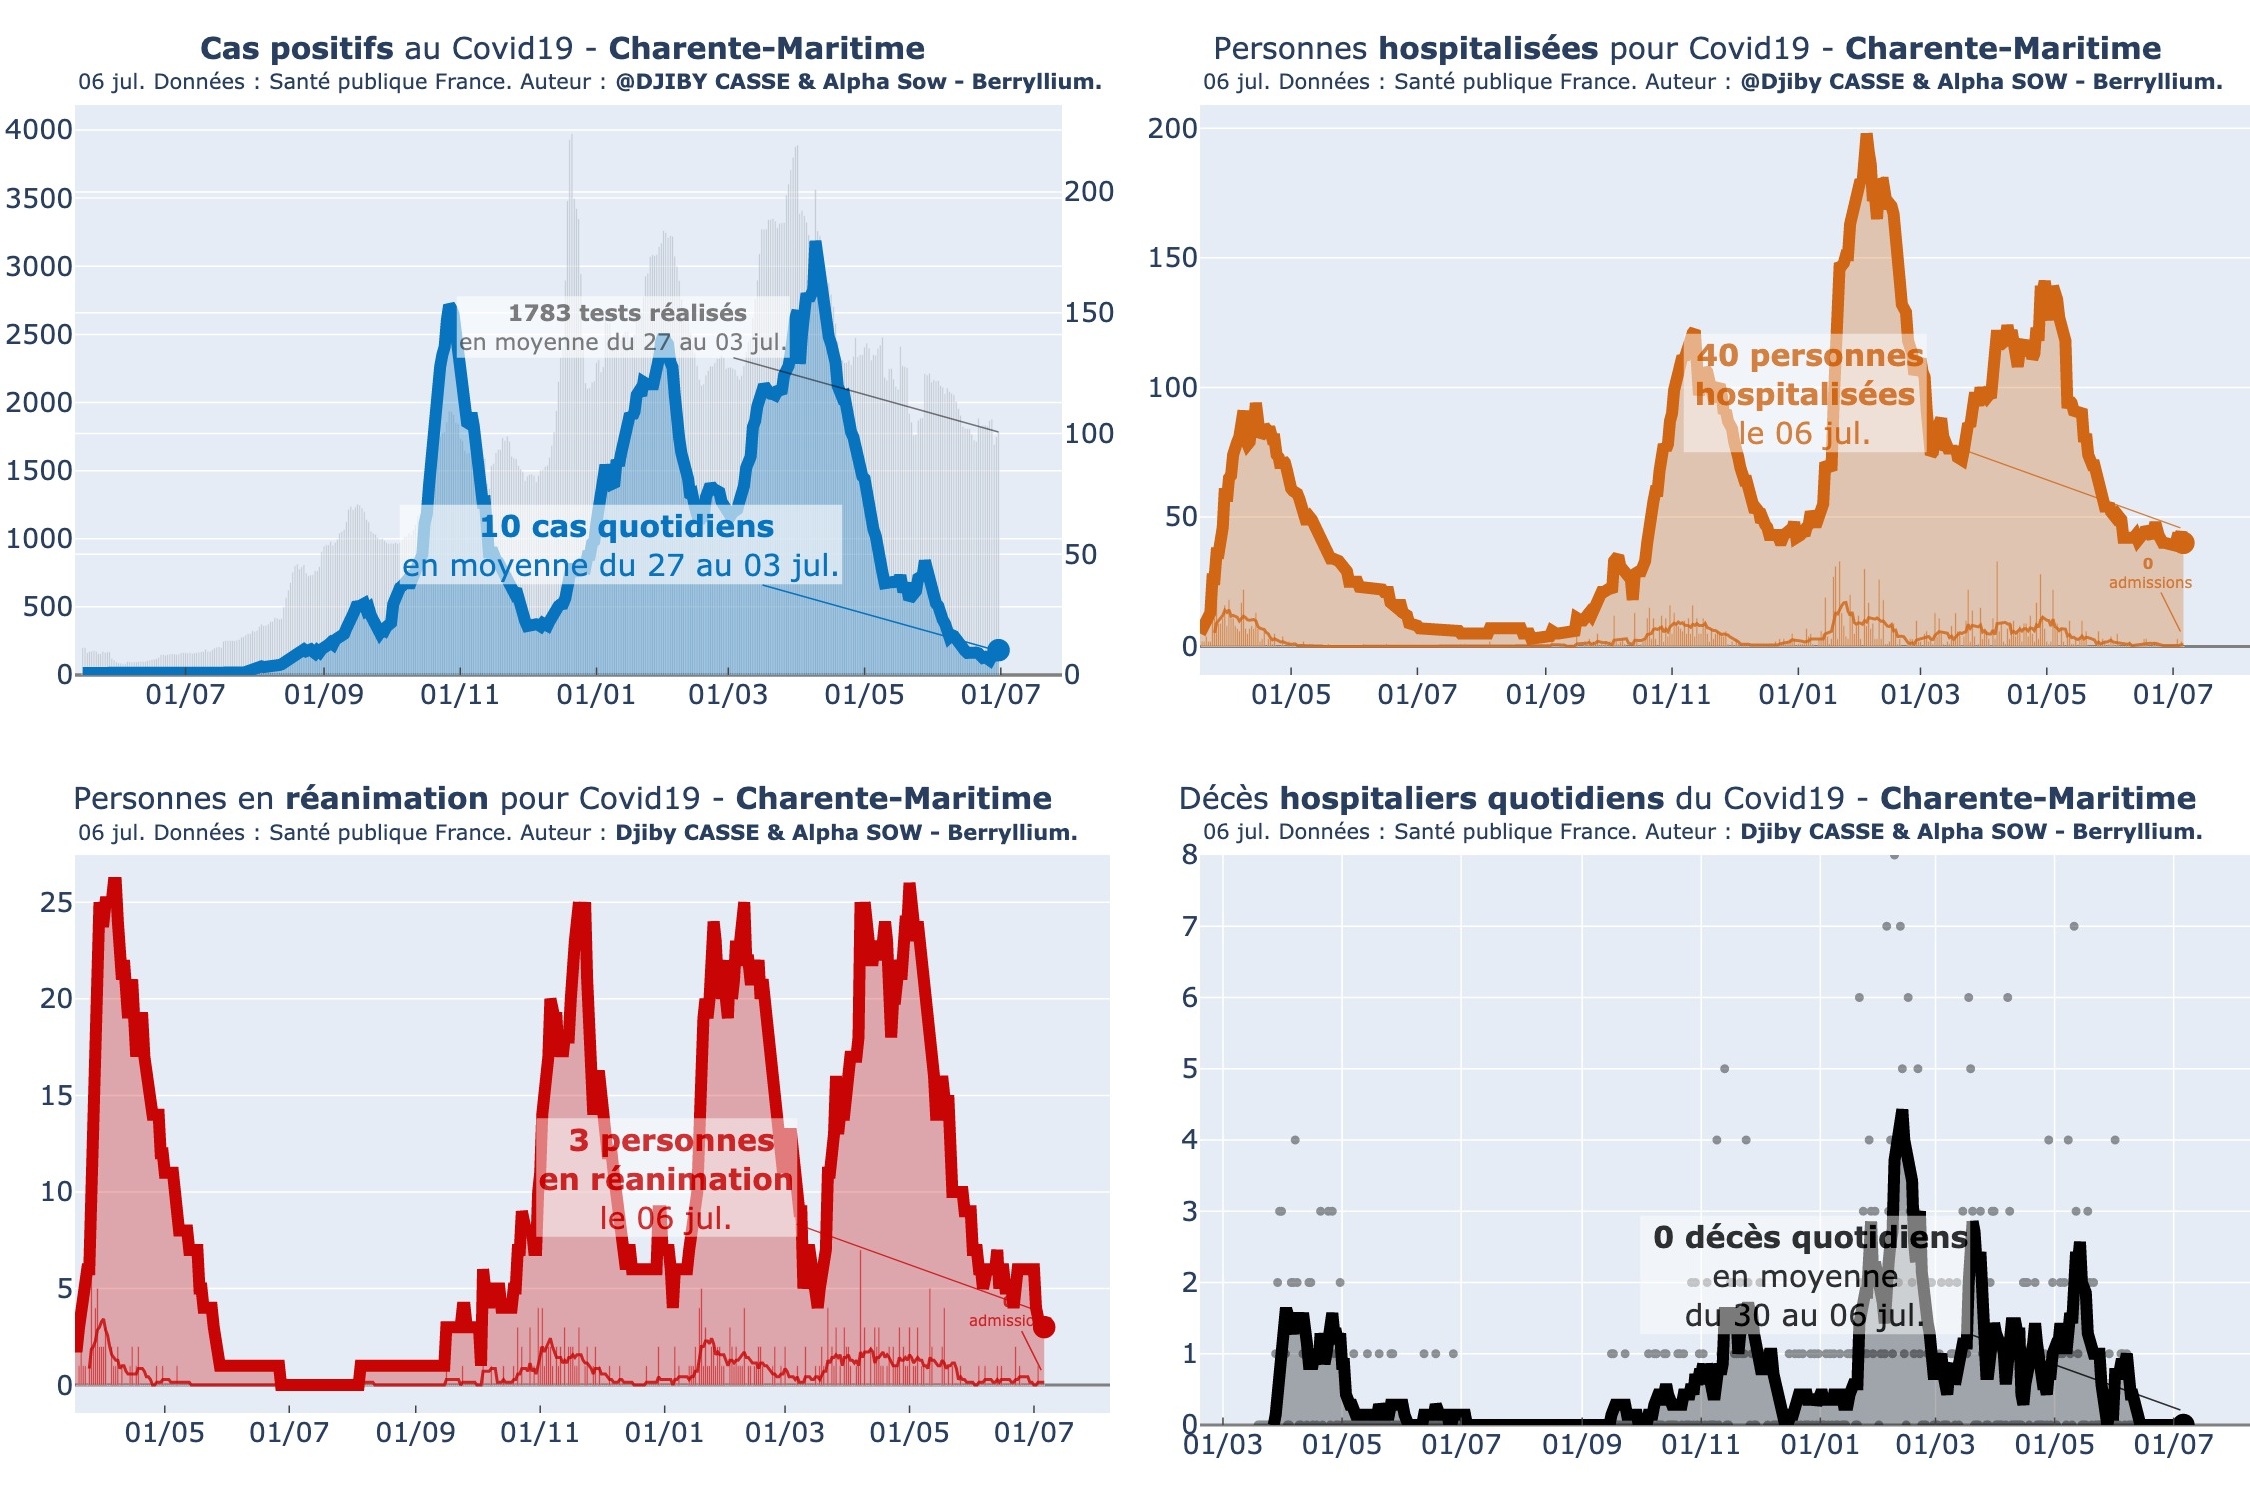 Cas positifs au Covid19 - Charente-Maritime
06 jul. Données : Santé publique France. Auteur : @DJIBY CASSE & Alpha Sow - Berryllium.
4000
3500
3000
2500
2000
1500
1000
500
0
200
150
100
50
0
1783 tests réalisés
en moyenne du 27 au 03 jul.
10 cas quotidiens
en moyenne du 27 au 03 jul.
01/07 01/09 01/11 01/01 01/03 01/05 01/07
Personnes hospitalisées pour Covid19 - Charente-Maritime
06 jul. Données : Santé publique France. Auteur : @Djiby CASSE & Alpha SOW - Berryllium.
200
150
100
50
0
40 personnes
hospitalisées
le 06 jul.
0
admissions
01/05 01/07 01/09 01/11 01/01 01/03 01/05 01/07
Personnes en réanimation pour Covid19 - Charente-Maritime
06 jul. Données : Santé publique France. Auteur : Djiby CASSE & Alpha SOW - Berryllium.
25
20
15
10
5
0
3 personnes
en réanimation
le 06 jul.
admissio
01/05 01/07 01/09 01/11 01/01 01/03 01/05 01/07
Décès hospitaliers quotidiens du Covid19 - Charente-Maritime
06 jul. Données : Santé publique France. Auteur : Djiby CASSE & Alpha SOW - Berryllium.
8
7
6
5
4
3
2
1
0
0 décès quotidiens
en moyenne
du 30 au 06 jul.
01/03 01/05 01/07 01/09 01/11 01/01 01/03 01/05 01/07